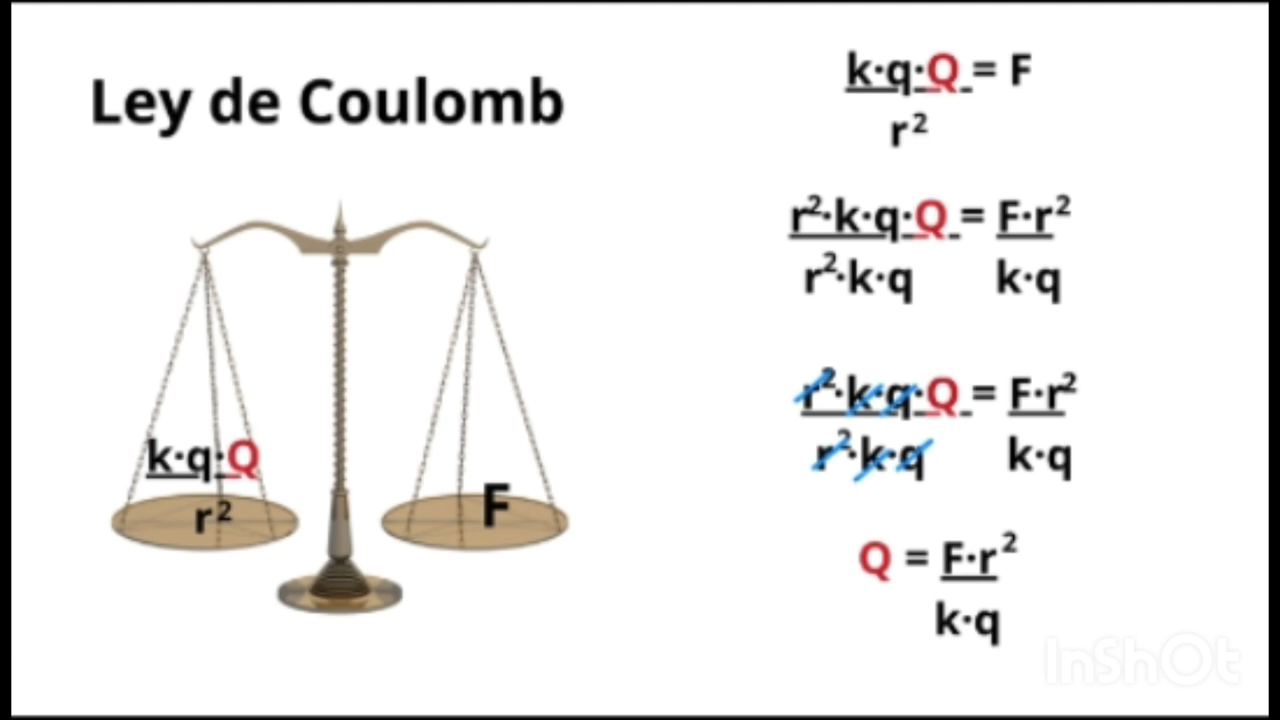 Ley de Coulomb
k·q·Q
r²
F
k·q·Q = F
r²
r²·k·q·Q = F·r²
r²·k·q k·q
r²·k·q·Q = F·r²
r²·k·q k·q
Q = F·r²
k·q
InShOt